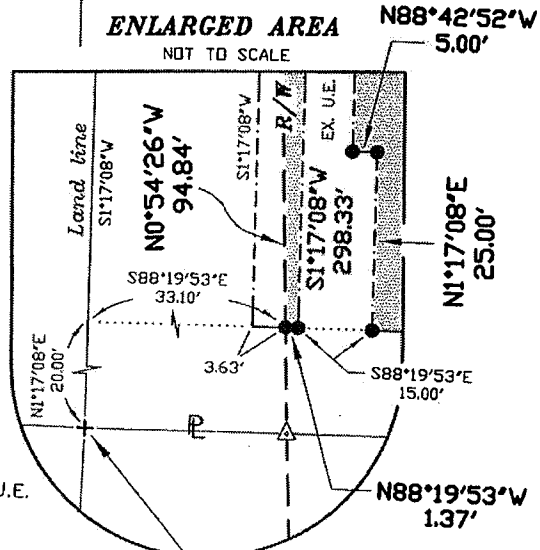 ENLARGED AREA
NOT TO SCALE
N88°42'52"W
5.00'
Land line
S1°17'08"W
N0°54'26"W
94.84'
S1°17'08"W
R/W
EX. U.E.
S1°17'08"W
298.33'
N1°17'08"E
25.00'
S88°19'53"E
33.10'
3.63'
S88°19'53"E
15.00'
N1°17'08"E
20.00'
PL
N88°19'53"W
1.37'